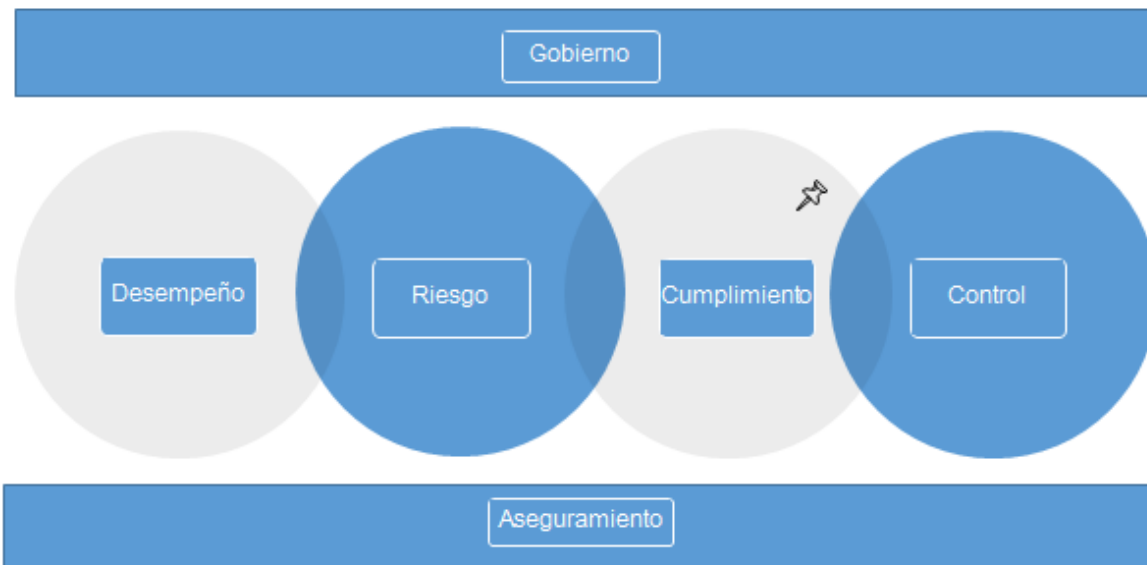 Gobierno
Desempeño
Riesgo
Cumplimiento
Control
Aseguramiento